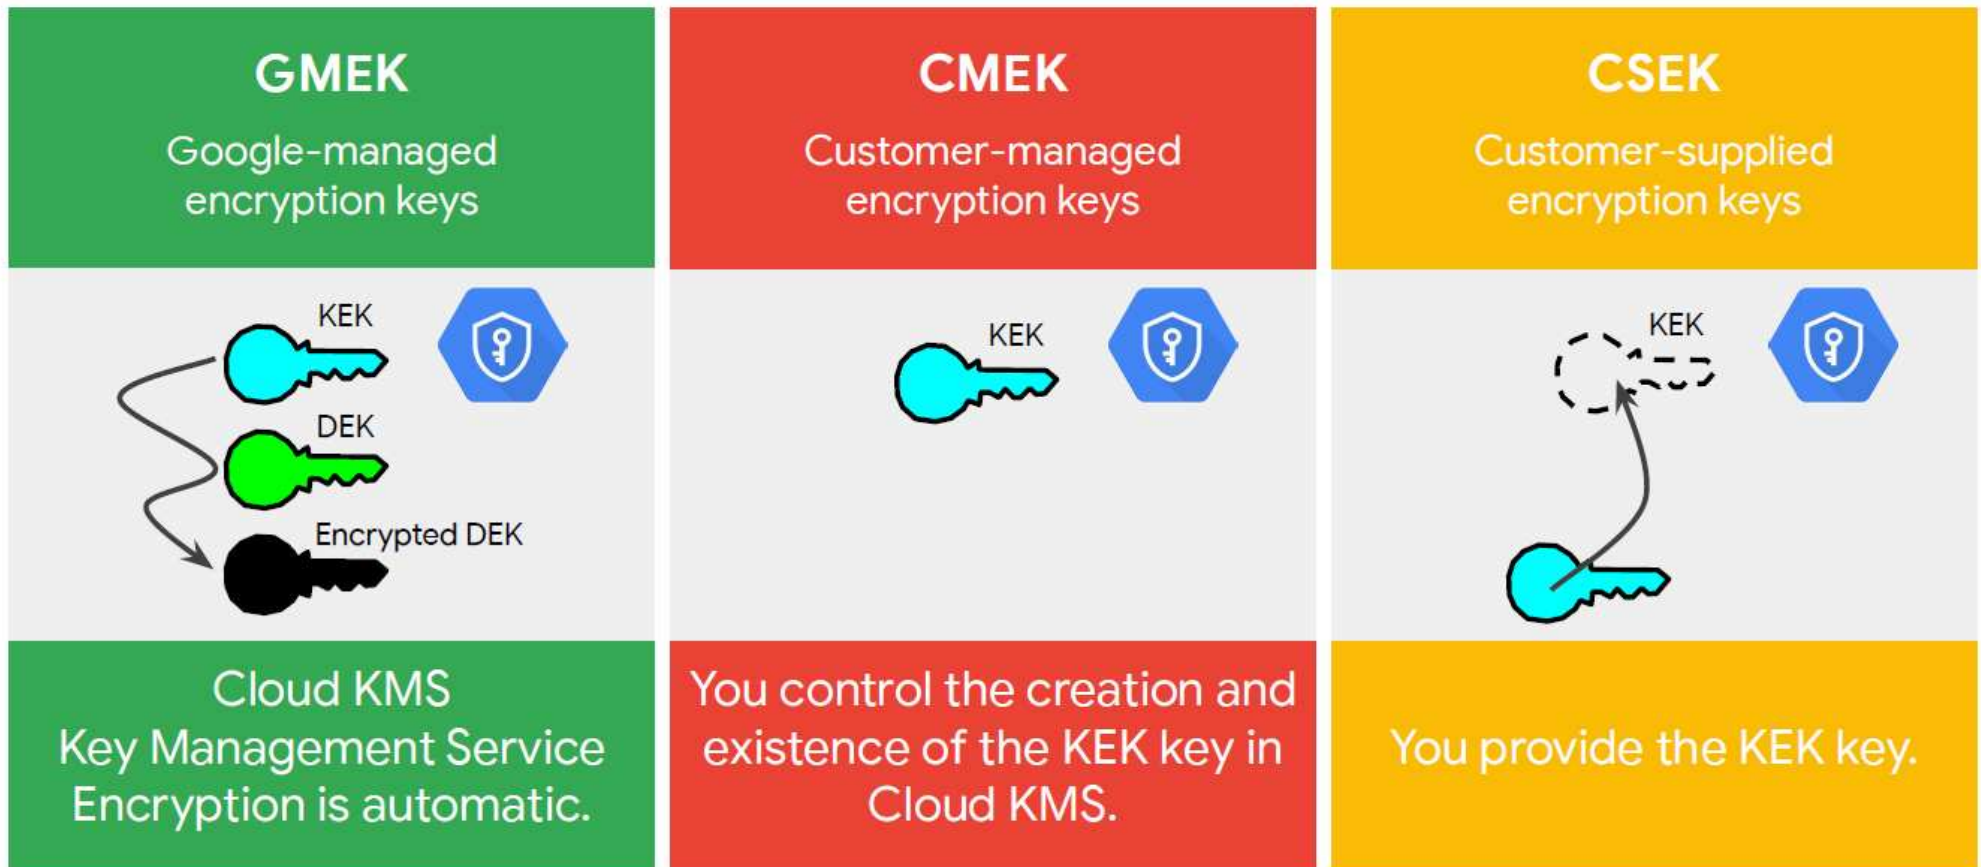 GMEK
Google-managed
encryption keys
KEK
DEK
Encrypted DEK
Cloud KMS
Key Management Service
Encryption is automatic.
CMEK
Customer-managed
encryption keys
KEK
You control the creation and
existence of the KEK key in
Cloud KMS.
CSEK
Customer-supplied
encryption keys
KEK
You provide the KEK key.